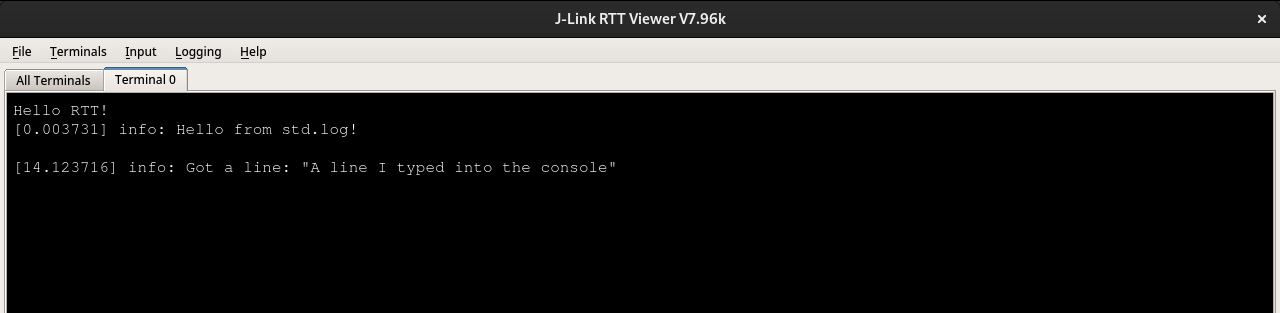 J-Link RTT Viewer V7.96k
×
File Terminals Input Logging Help
All Terminals Terminal 0
Hello RTT!
[0.003731] info: Hello from std.log!
[14.123716] info: Got a line: "A line I typed into the console"